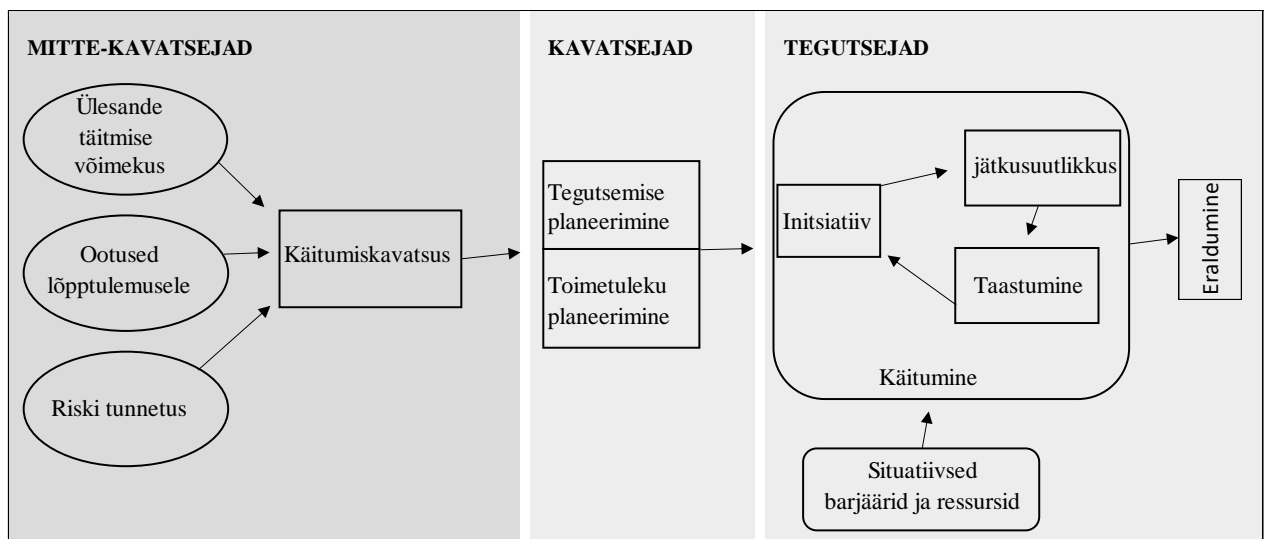 MITTE-KAVATSEJAD
Ülesande
täitmise
võimekus
Ootused
lõpptulemusele
Riski tunnetus
Käitumiskavatsus
KAVATSEJAD
Tegutsemise
planeerimine
Toimetuleku
planeerimine
TEGUTSEJAD
Initsiatiiv
jätkusuutlikkus
Taastumine
Käitumine
Situatiivsed
barjäärid ja ressursid
Eraldumine